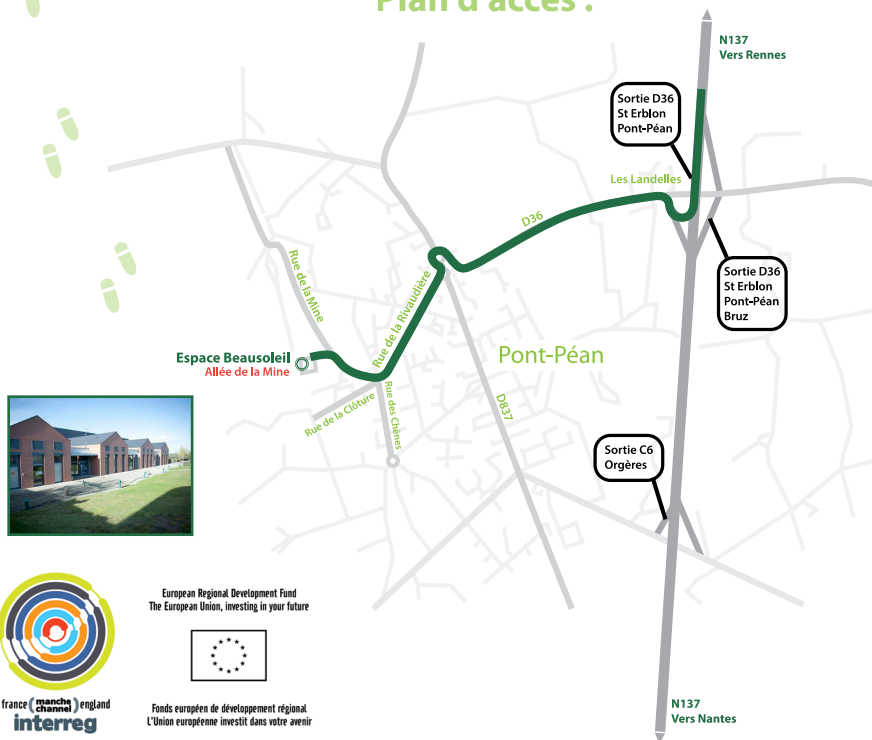 Plan d'accès :
N137
Vers Rennes
Sortie D36
St Erblon
Pont-Péan
Les Landelles
D36
Sortie D36
St Erblon
Pont-Péan
Bruz
Rue de la Mine
Rue de la Rivaudière
Espace Beausoleil
Allée de la Mine
Pont-Péan
Rue de la Clôture
Rue des Chênes
D837
Sortie C6
Orgères
European Regional Development Fund
The European Union, investing in your future
france ( manche ) england
channel
interreg
Fonds européen de développement régional
L'Union européenne investit dans votre avenir
N137
Vers Nantes